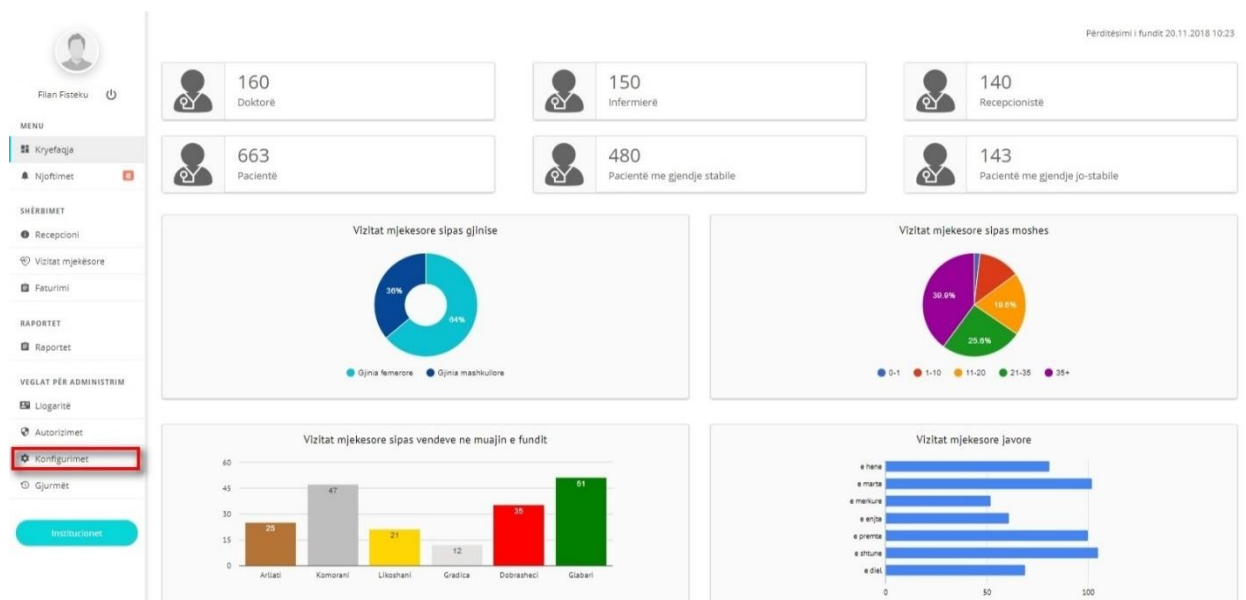 Përditësimi i fundit 20.11.2018 10:23
Filan Fisteku
MENU
Kryefaqja
Njoftimet
SHËRBIMET
Recepcioni
Vizitat mjekësore
Faturimi
RAPORTET
Raportet
VEGLAT PËR ADMINISTRIM
Llogaritë
Autorizimet
Konfigurimet
Gjurmët
Institucionet
160
Doktorë
150
Infermierë
140
Recepcionistë
663
Pacientë
480
Pacientë me gjendje stabile
143
Pacientë me gjendje jo-stabile
Vizitat mjekesore sipas gjinise
36%
64%
Gjinia femerore Gjinia mashkullore
Vizitat mjekesore sipas moshes
39.9%
19.6%
25.8%
0-1 1-10 11-20 21-35 35+
Vizitat mjekesore sipas vendeve ne muajin e fundit
60
45
30
15
0
25
47
21
12
35
51
Arllati Komorani Likoshani Gradica Dobrasheci Glabari
Vizitat mjekesore javore
e hene
e marte
e merkure
e enjte
e premte
e shtune
e diel
0 50 100